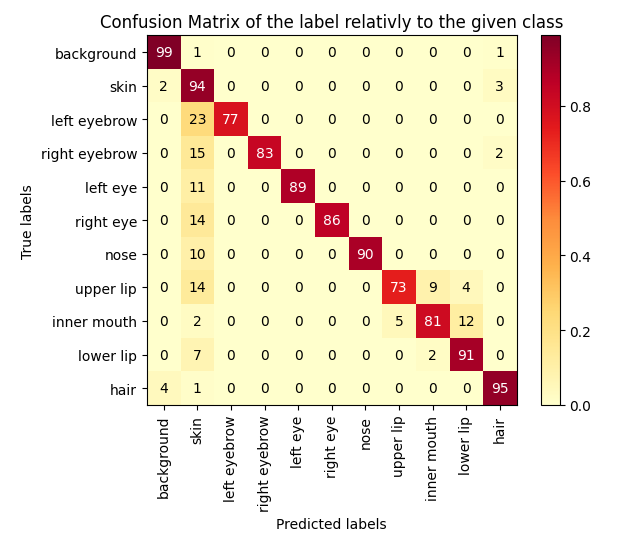 Confusion Matrix of the label relativly to the given class
background 99 1 0 0 0 0 0 0 0 0 1
skin 2 94 0 0 0 0 0 0 0 0 3
left eyebrow 0 23 77 0 0 0 0 0 0 0 0
right eyebrow 0 15 0 83 0 0 0 0 0 0 2
left eye 0 11 0 0 89 0 0 0 0 0 0
right eye 0 14 0 0 0 86 0 0 0 0 0
nose 0 10 0 0 0 0 90 0 0 0 0
upper lip 0 14 0 0 0 0 0 73 9 4 0
inner mouth 0 2 0 0 0 0 0 5 81 12 0
lower lip 0 7 0 0 0 0 0 0 2 91 0
hair 4 1 0 0 0 0 0 0 0 0 95
True labels
background
skin
left eyebrow
right eyebrow
left eye
right eye
nose
upper lip
inner mouth
lower lip
hair
Predicted labels
0.8
0.6
0.4
0.2
0.0